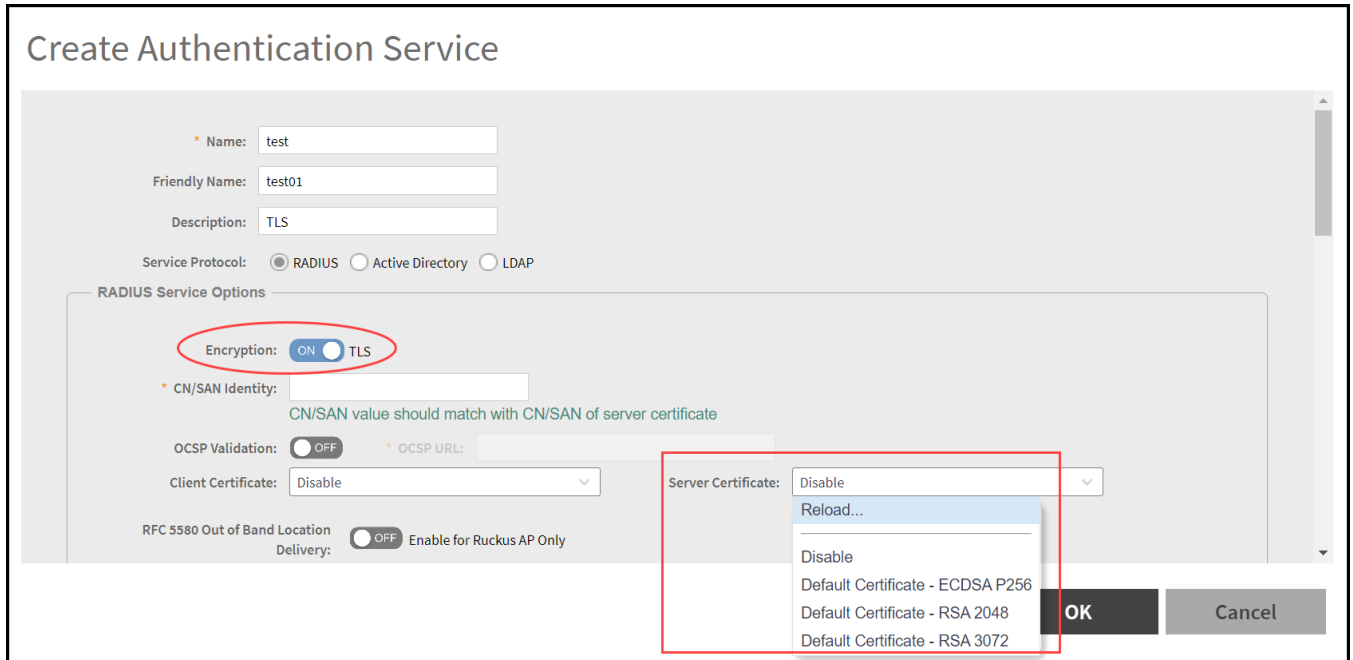 Create Authentication Service
* Name: test
Friendly Name: test01
Description: TLS
Service Protocol: RADIUS Active Directory LDAP
RADIUS Service Options
Encryption: ON TLS
* CN/SAN Identity:
CN/SAN value should match with CN/SAN of server certificate
OCSP Validation: OFF * OCSP URL:
Client Certificate: Disable Server Certificate: Disable
Reload...
RFC 5580 Out of Band Location
Delivery: OFF Enable for Ruckus AP Only
Disable
Default Certificate - ECDSA P256
Default Certificate - RSA 2048
Default Certificate - RSA 3072
OK Cancel